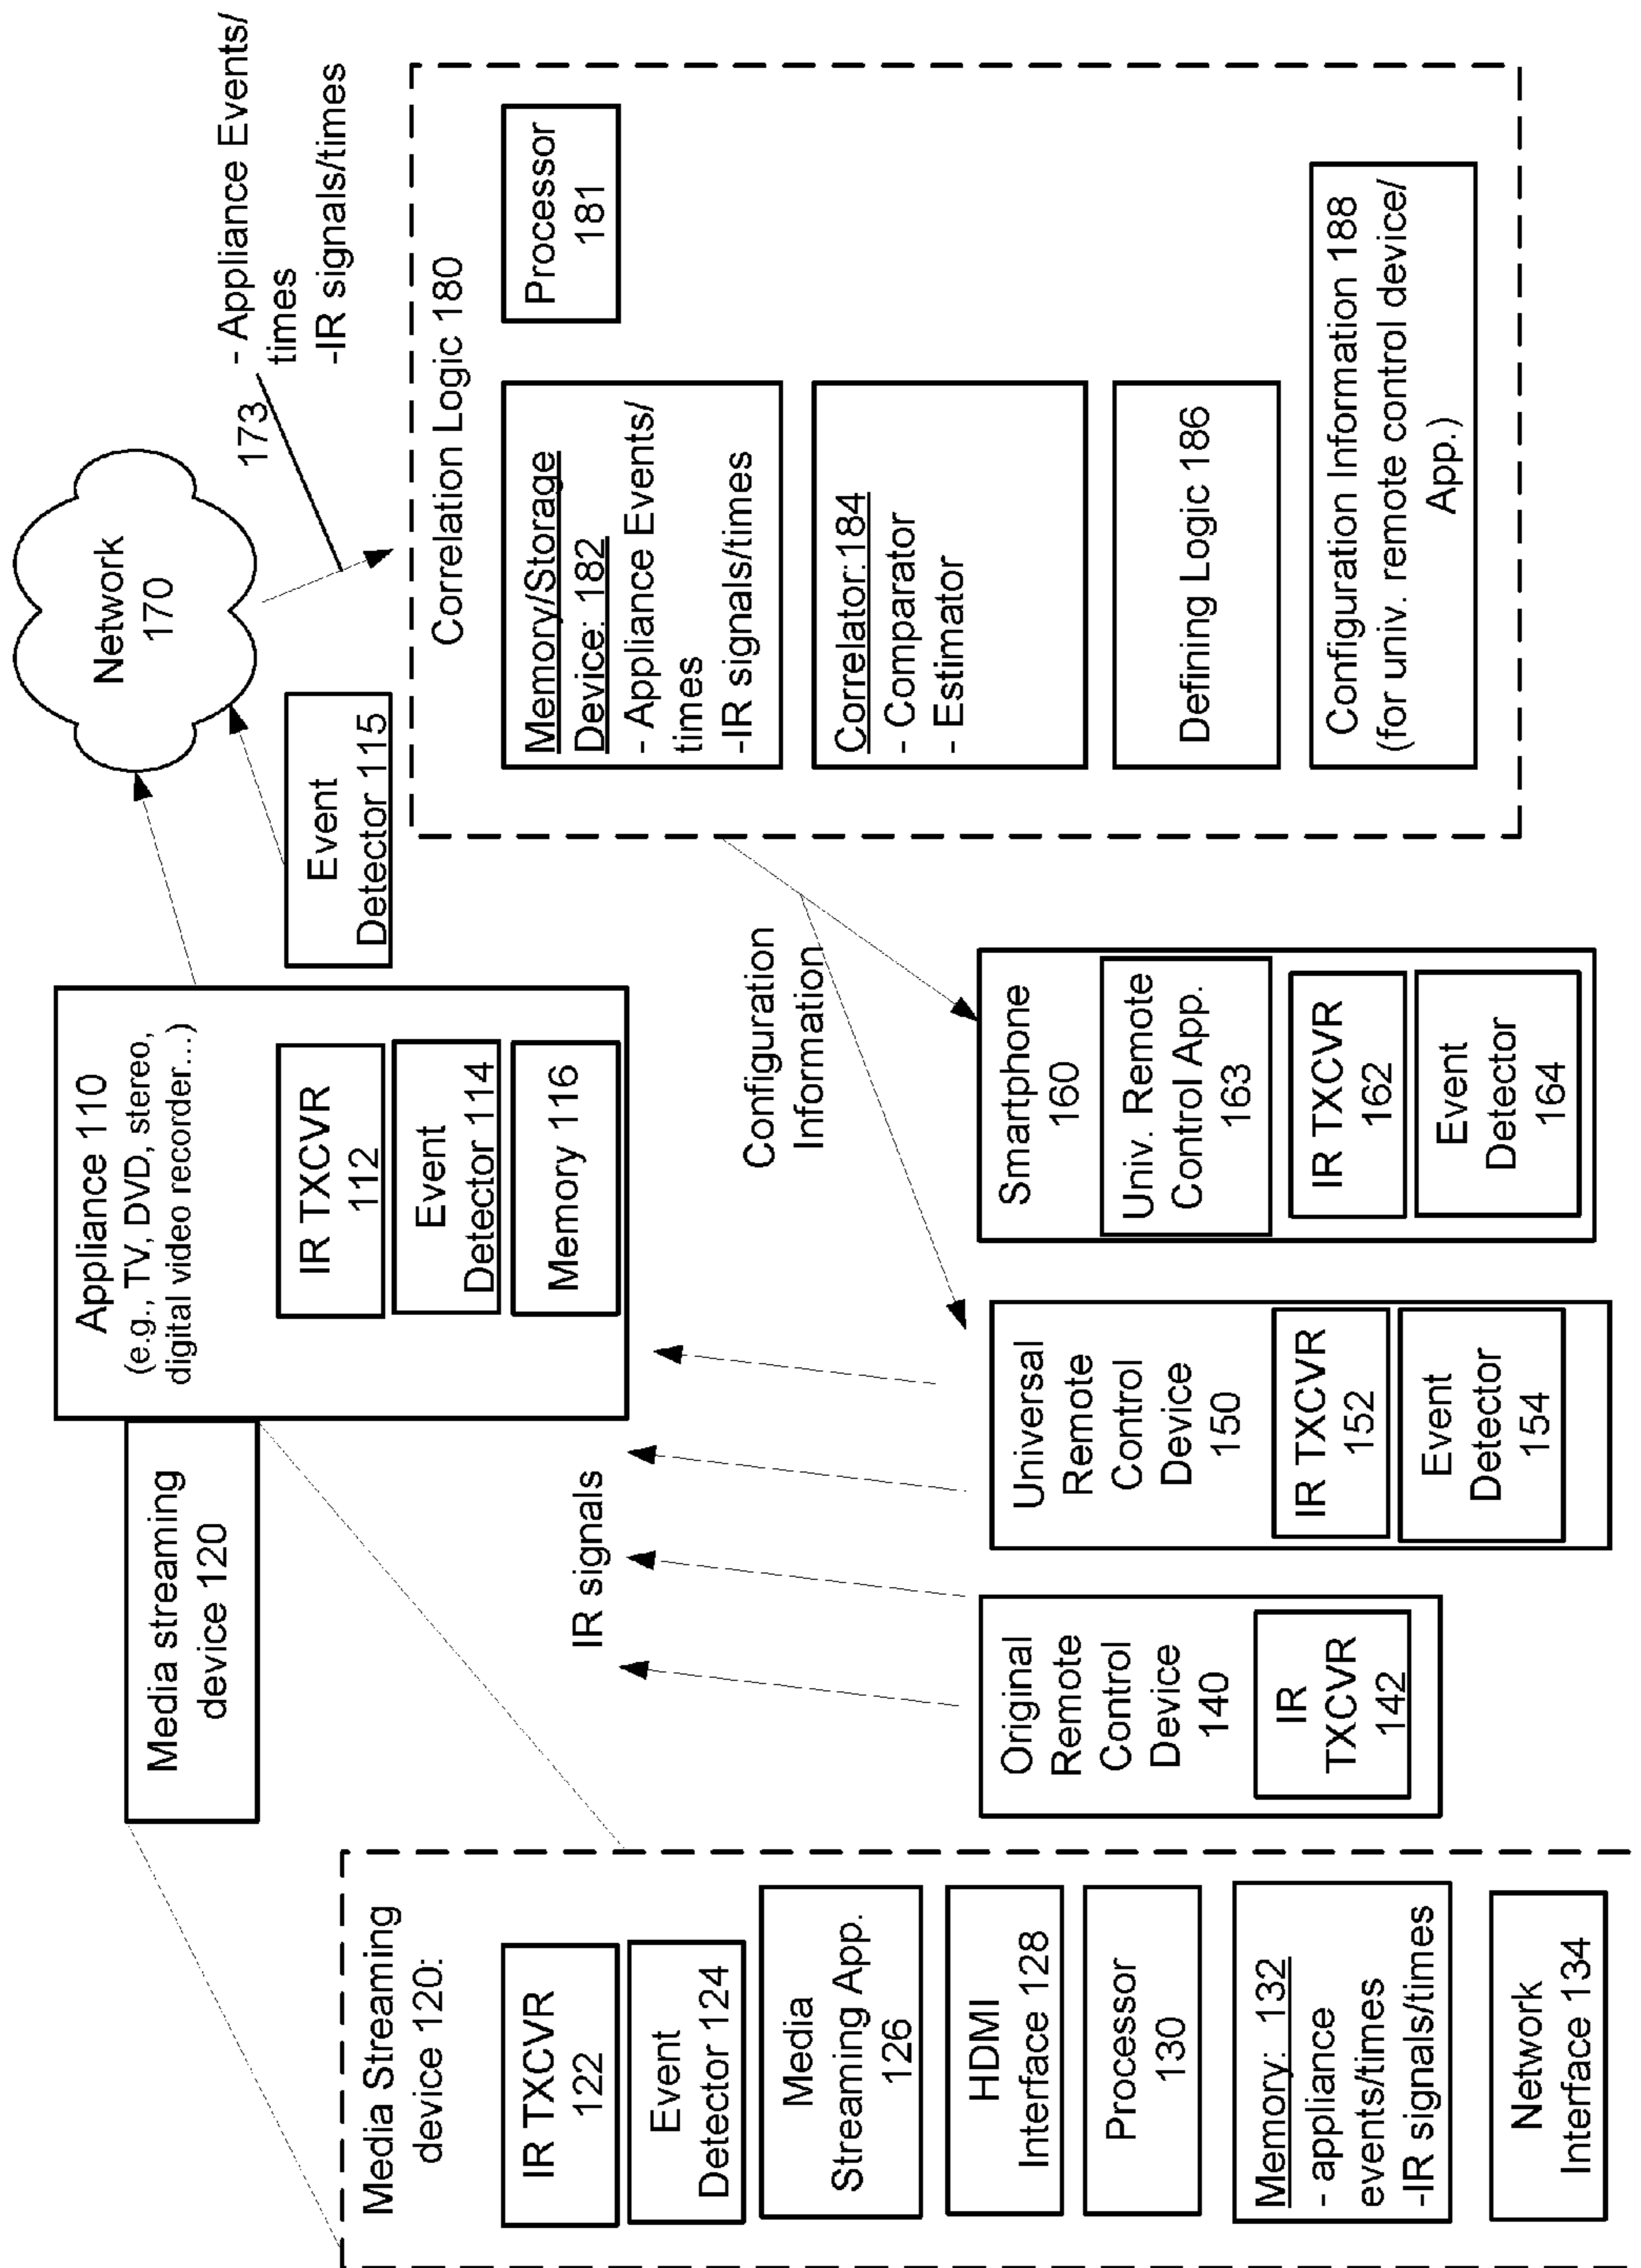 Media streaming
device 120
Appliance 110
(e.g., TV, DVD, stereo,
digital video recorder...)
IR TXCVR
112
Event
Detector 114
Memory 116
Event
Detector 115
Network
170
173
- Appliance Events/
times
-IR signals/times
Media Streaming
device 120:
IR TXCVR
122
Event
Detector 124
Media
Streaming App.
126
HDMI
Interface 128
Processor
130
Memory: 132
- appliance
events/times
-IR signals/times
Network
Interface 134
IR signals
Original
Remote
Control
Device
140
IR
TXCVR
142
Universal
Remote
Control
Device
150
IR TXCVR
152
Event
Detector
154
Configuration
Information
Smartphone
160
Univ. Remote
Control App.
163
IR TXCVR
162
Event
Detector
164
Correlation Logic 180
Memory/Storage
Device: 182
- Appliance Events/
times
-IR signals/times
Processor
181
Correlator:184
- Comparator
- Estimator
Defining Logic 186
Configuration Information 188
(for univ. remote control device/
App.)